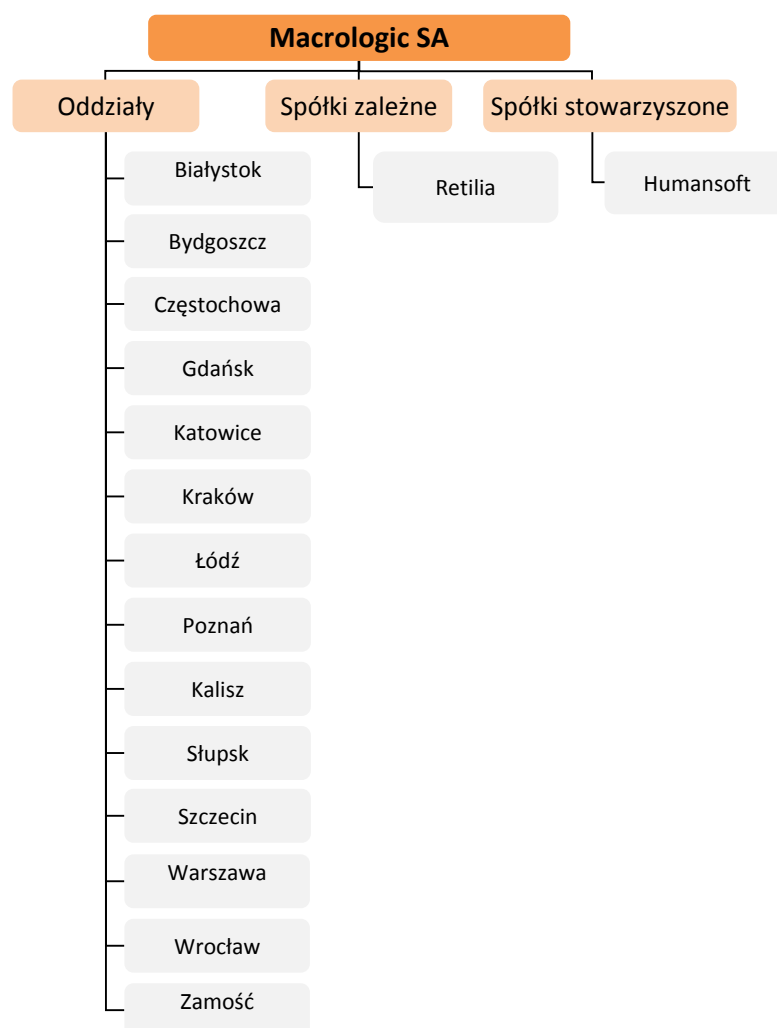 Macrologic SA
Oddziały
Spółki zależne
Spółki stowarzyszone
Białystok
Bydgoszcz
Częstochowa
Gdańsk
Katowice
Kraków
Łódź
Poznań
Kalisz
Słupsk
Szczecin
Warszawa
Wrocław
Zamość
Retilia
Humansoft